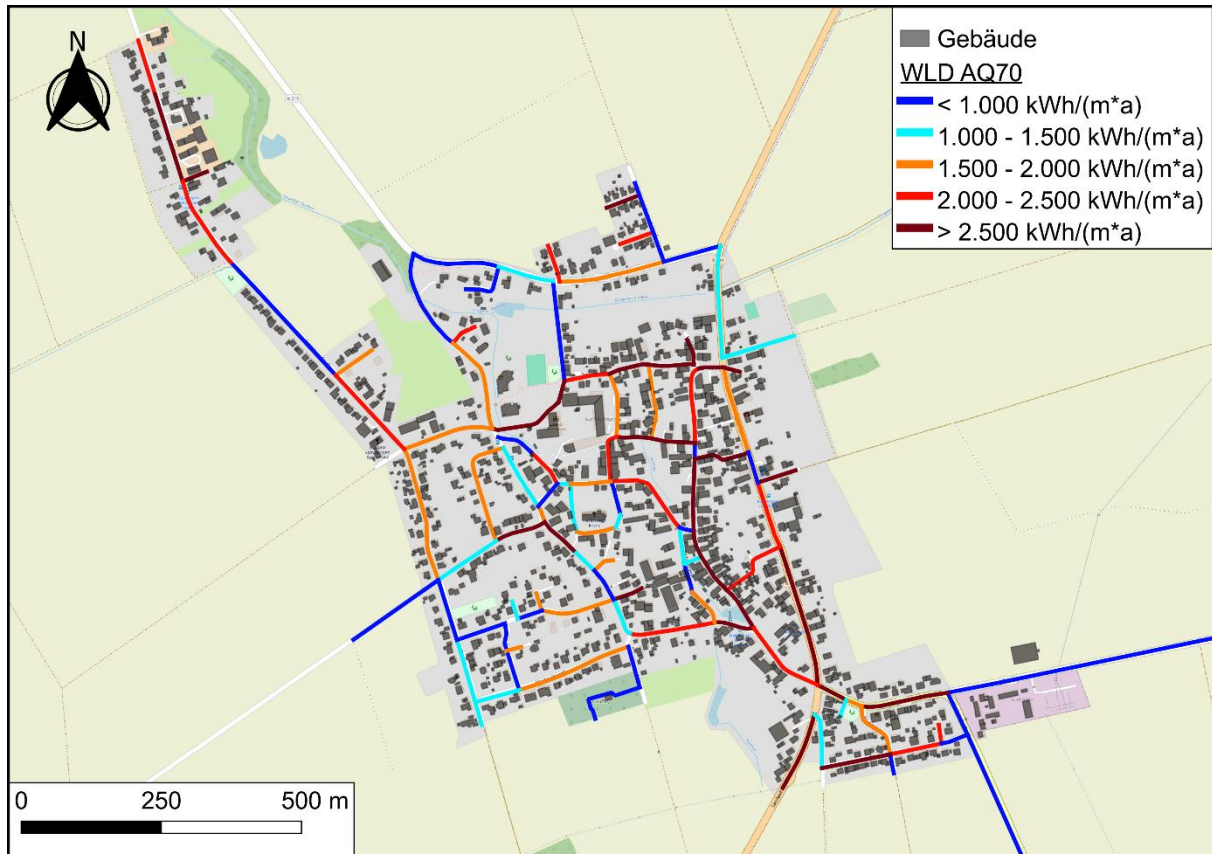 N
Gebäude
WLD AQ70
< 1.000 kWh/(m*a)
1.000 - 1.500 kWh/(m*a)
1.500 - 2.000 kWh/(m*a)
2.000 - 2.500 kWh/(m*a)
> 2.500 kWh/(m*a)
0 250 500 m